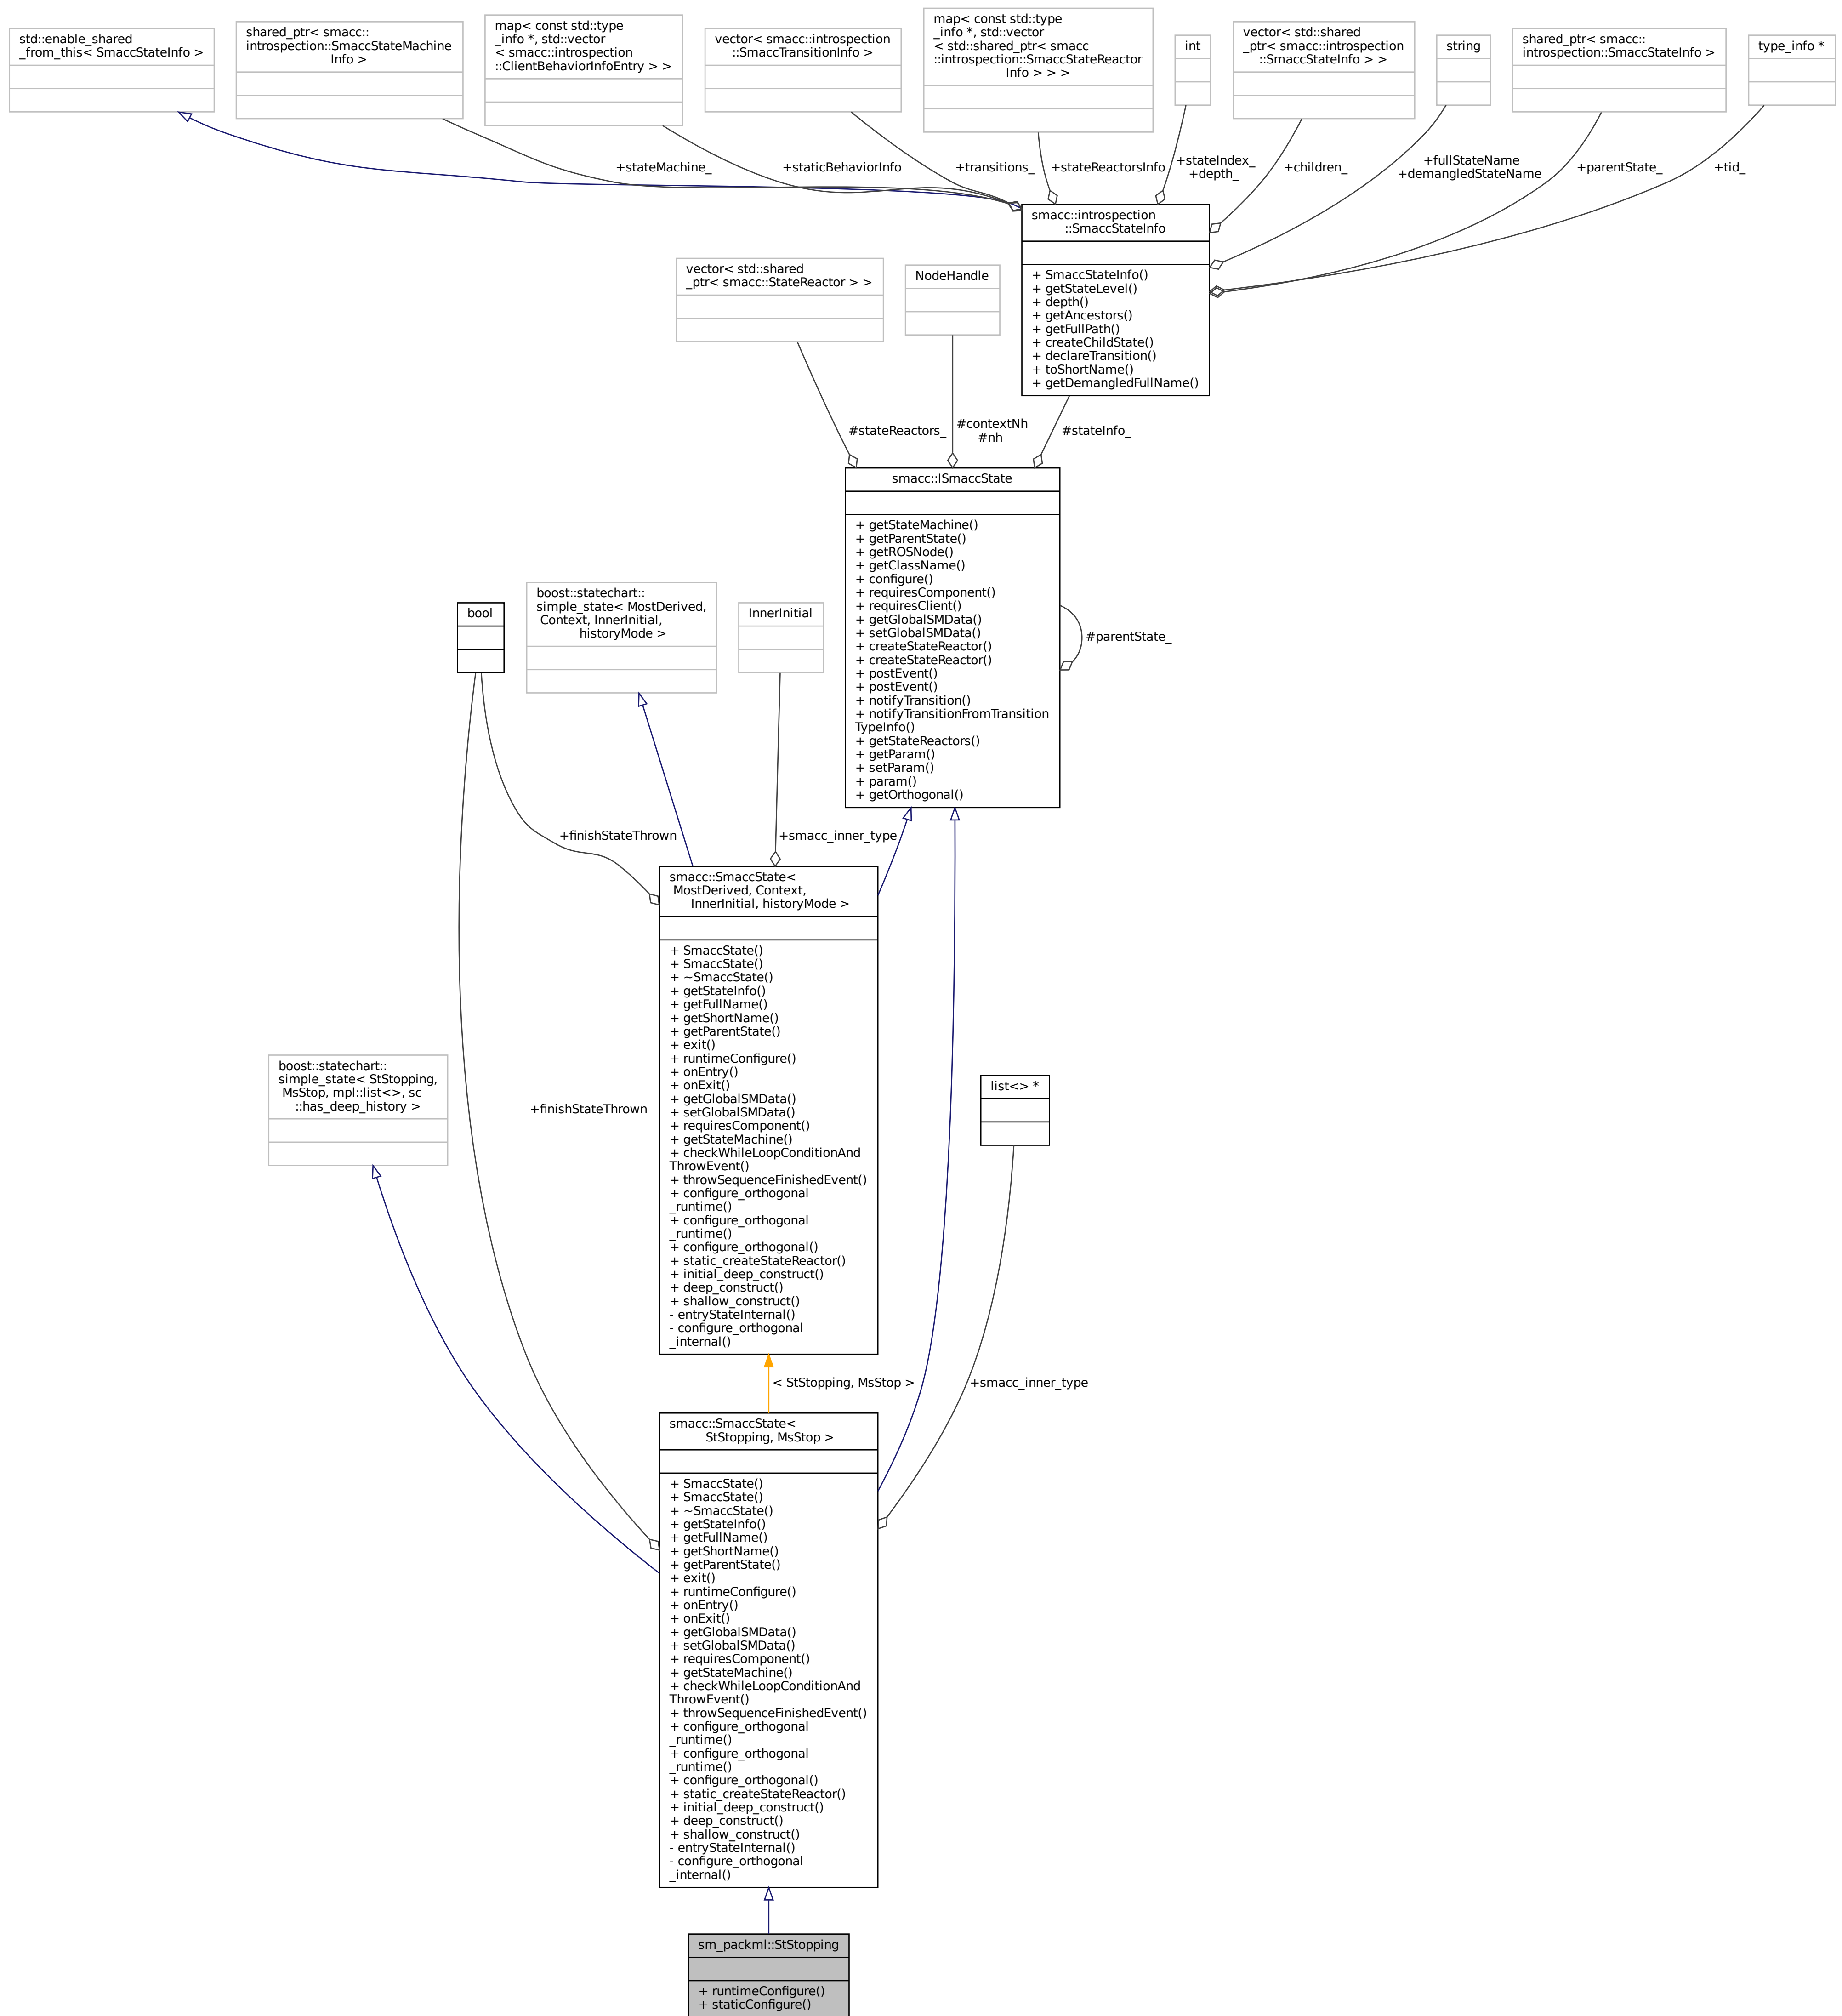 std::enable_shared
_from_this< SmaccStateInfo >
shared_ptr< smacc::
introspection::SmaccStateMachine
Info >
map< const std::type
_info *, std::vector
< smacc::introspection
::ClientBehaviorInfoEntry > >
vector< smacc::introspection
::SmaccTransitionInfo >
map< const std::type
_info *, std::vector
< std::shared_ptr< smacc
::introspection::SmaccStateReactor
Info > > >
int
vector< std::shared
_ptr< smacc::introspection
::SmaccStateInfo > >
string
shared_ptr< smacc::
introspection::SmaccStateInfo >
type_info *
+stateMachine_
+staticBehaviorInfo
+transitions_
+stateReactorsInfo
+stateIndex_
+depth_
+children_
+fullStateName
+demangledStateName
+parentState_
+tid_
smacc::introspection
::SmaccStateInfo
+ SmaccStateInfo()
+ getStateLevel()
+ depth()
+ getAncestors()
+ getFullPath()
+ createChildState()
+ declareTransition()
+ toShortName()
+ getDemangledFullName()
vector< std::shared
_ptr< smacc::StateReactor > >
NodeHandle
#stateReactors_
#contextNh
#nh
#stateInfo_
smacc::ISmaccState
+ getStateMachine()
+ getParentState()
+ getROSNode()
+ getClassName()
+ configure()
+ requiresComponent()
+ requiresClient()
+ getGlobalSMData()
+ setGlobalSMData()
+ createStateReactor()
+ createStateReactor()
+ postEvent()
+ postEvent()
+ notifyTransition()
+ notifyTransitionFromTransition
TypeInfo()
+ getStateReactors()
+ getParam()
+ setParam()
+ param()
+ getOrthogonal()
#parentState_
bool
boost::statechart::
simple_state< MostDerived,
Context, InnerInitial,
historyMode >
InnerInitial
+finishStateThrown
+smacc_inner_type
smacc::SmaccState<
MostDerived, Context,
InnerInitial, historyMode >
+ SmaccState()
+ SmaccState()
+ ~SmaccState()
+ getStateInfo()
+ getFullName()
+ getShortName()
+ getParentState()
+ exit()
+ runtimeConfigure()
+ onEntry()
+ onExit()
+ getGlobalSMData()
+ setGlobalSMData()
+ requiresComponent()
+ getStateMachine()
+ checkWhileLoopConditionAnd
ThrowEvent()
+ throwSequenceFinishedEvent()
+ configure_orthogonal
_runtime()
+ configure_orthogonal
_runtime()
+ configure_orthogonal()
+ static_createStateReactor()
+ initial_deep_construct()
+ deep_construct()
+ shallow_construct()
- entryStateInternal()
- configure_orthogonal
_internal()
boost::statechart::
simple_state< StStopping,
MsStop, mpl::list<>, sc
::has_deep_history >
+finishStateThrown
list<> *
< StStopping, MsStop >
+smacc_inner_type
smacc::SmaccState<
StStopping, MsStop >
+ SmaccState()
+ SmaccState()
+ ~SmaccState()
+ getStateInfo()
+ getFullName()
+ getShortName()
+ getParentState()
+ exit()
+ runtimeConfigure()
+ onEntry()
+ onExit()
+ getGlobalSMData()
+ setGlobalSMData()
+ requiresComponent()
+ getStateMachine()
+ checkWhileLoopConditionAnd
ThrowEvent()
+ throwSequenceFinishedEvent()
+ configure_orthogonal
_runtime()
+ configure_orthogonal
_runtime()
+ configure_orthogonal()
+ static_createStateReactor()
+ initial_deep_construct()
+ deep_construct()
+ shallow_construct()
- entryStateInternal()
- configure_orthogonal
_internal()
sm_packml::StStopping
+ runtimeConfigure()
+ staticConfigure()